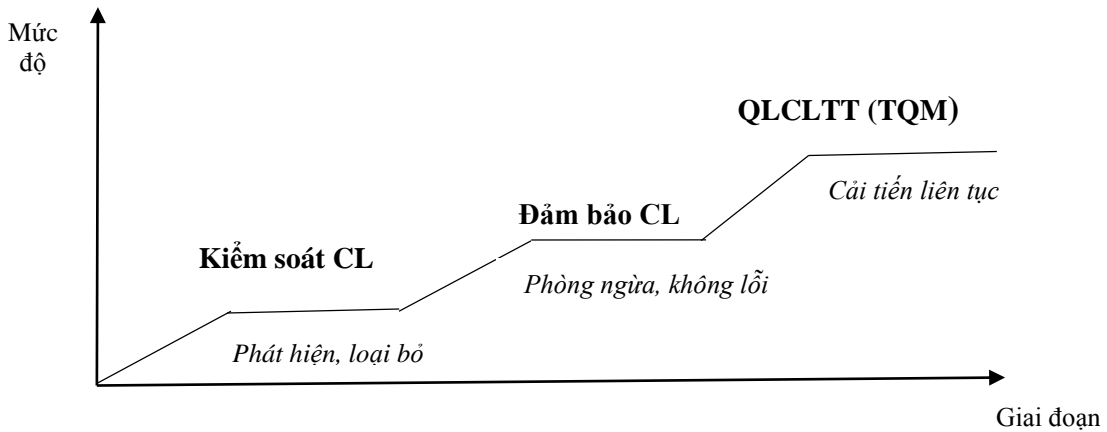 Mức
độ
QLCLTT (TQM)
Cải tiến liên tục
Đảm bảo CL
Kiểm soát CL
Phòng ngừa, không lỗi
Phát hiện, loại bỏ
Giai đoạn